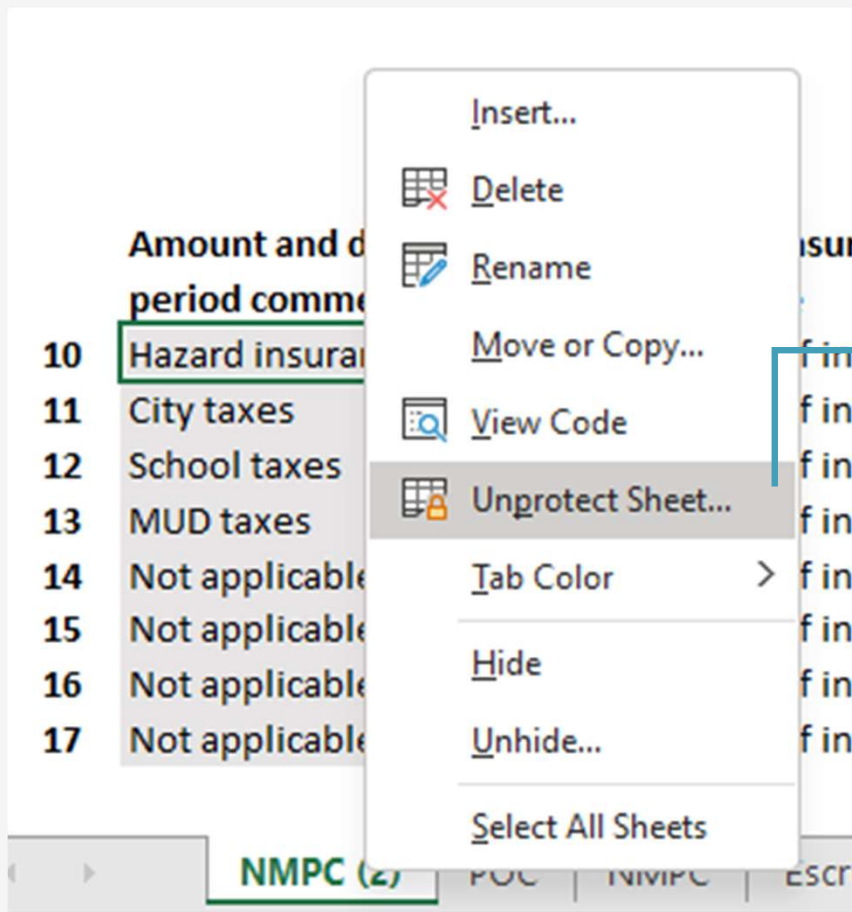 Insert...
Delete
Rename
Move or Copy...
View Code
Unprotect Sheet...
Tab Color
Hide
Unhide...
Select All Sheets
Amount and
period
10 Hazard
11 City taxes
12 School taxes
13 MUD taxes
14 Not applicable
15 Not applicable
16 Not applicable
17 Not applicable
NMPC (2) POC NMPC